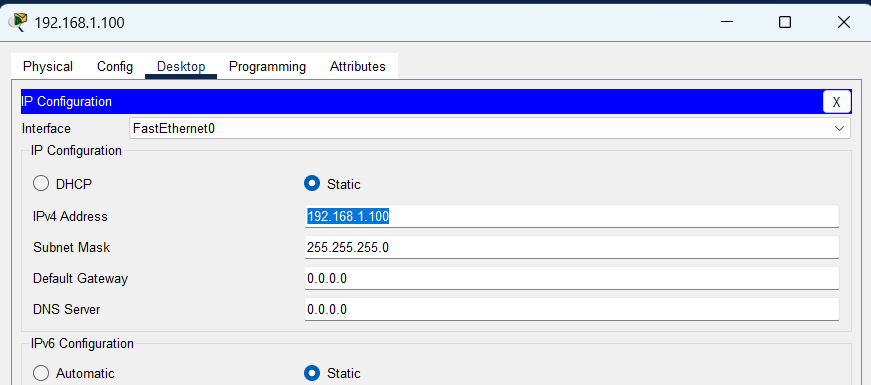 192.168.1.100
Physical Config Desktop Programming Attributes
IP Configuration X
Interface FastEthernet0
IP Configuration
DHCP Static
IPv4 Address 192.168.1.100
Subnet Mask 255.255.255.0
Default Gateway 0.0.0.0
DNS Server 0.0.0.0
IPv6 Configuration
Automatic Static